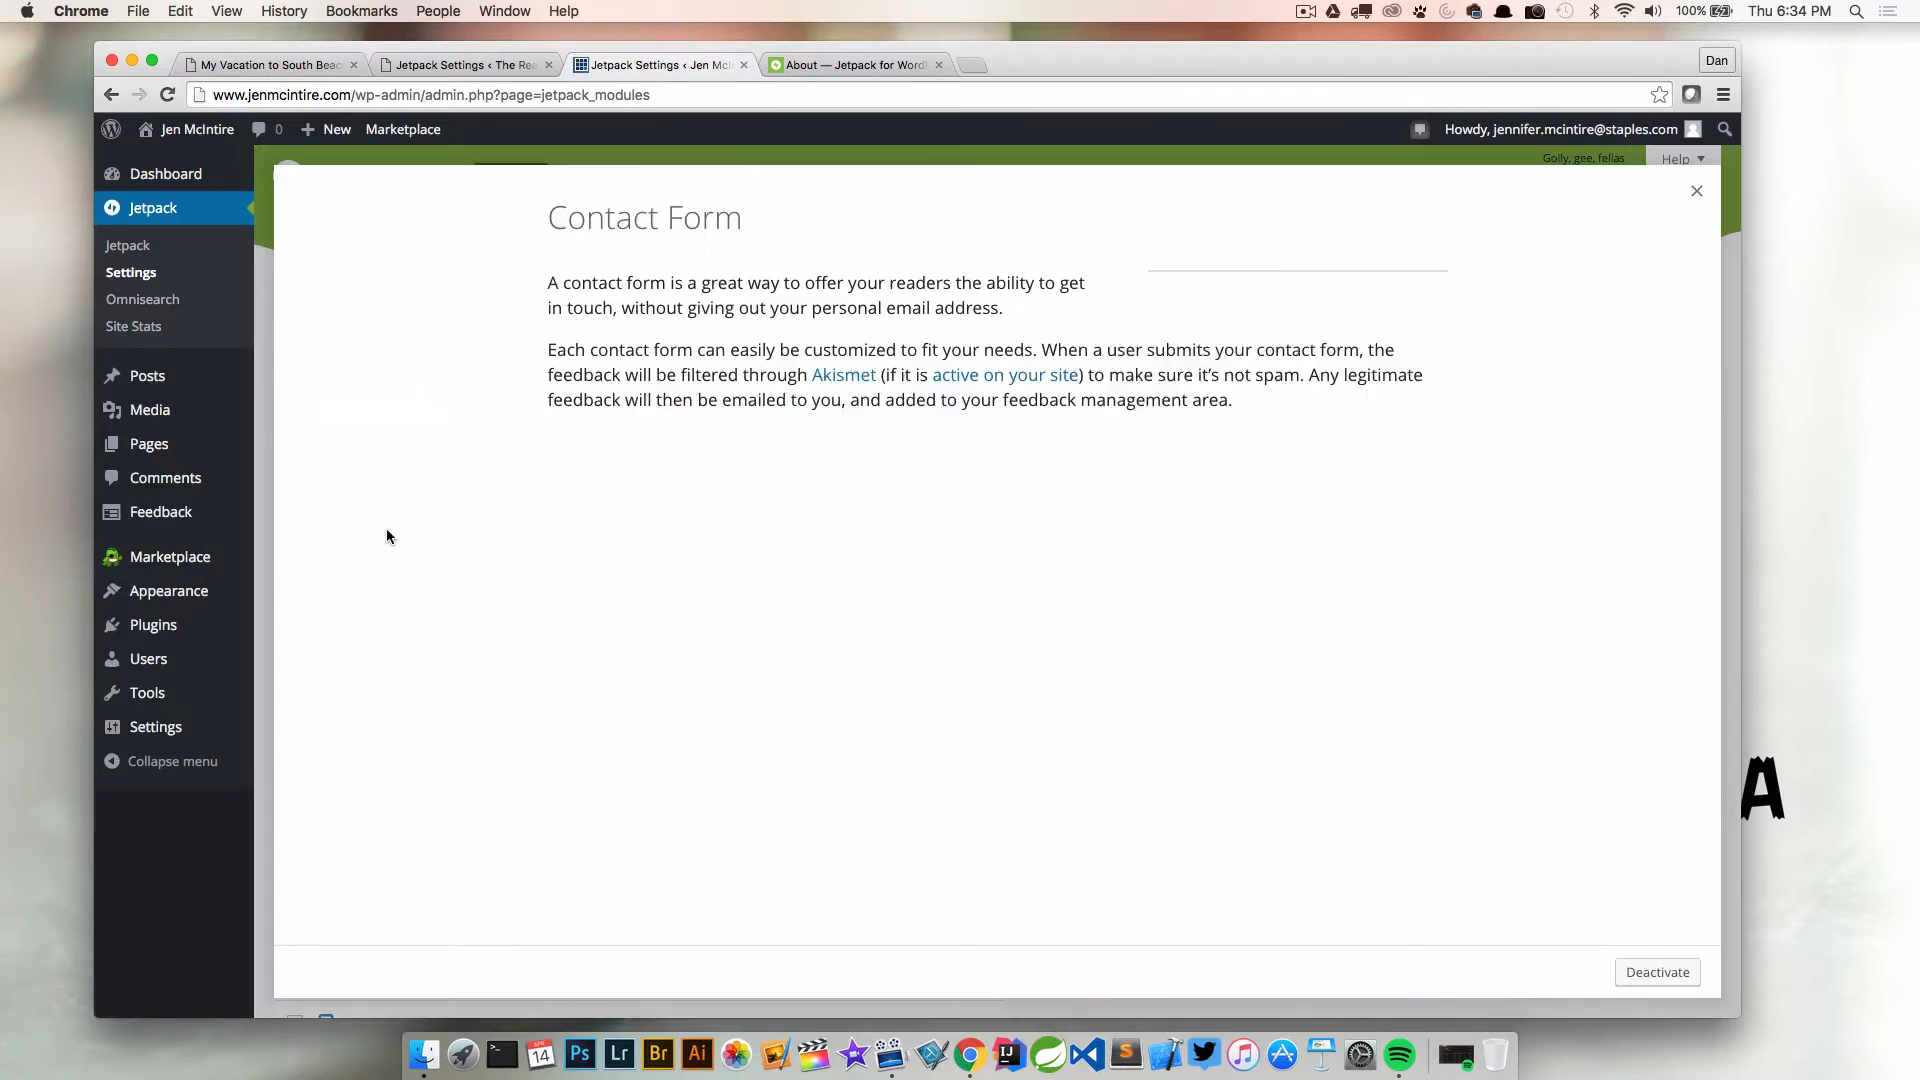 Chrome File Edit View History Bookmarks People Window Help
100% Thu 6:34 PM
My Vacation to South Beac
Jetpack Settings ‹ The Rea
Jetpack Settings ‹ Jen McI
About — Jetpack for Word
Dan
www.jenmcintire.com/wp-admin/admin.php?page=jetpack_modules
Jen McIntire 0 New Marketplace
Howdy, jennifer.mcintire@staples.com
Golly, gee, fellas
Help
Dashboard
Jetpack
Jetpack
Settings
Omnisearch
Site Stats
Posts
Media
Pages
Comments
Feedback
Marketplace
Appearance
Plugins
Users
Tools
Settings
Collapse menu
Contact Form
A contact form is a great way to offer your readers the ability to get
in touch, without giving out your personal email address.
Each contact form can easily be customized to fit your needs. When a user submits your contact form, the
feedback will be filtered through Akismet (if it is active on your site) to make sure it’s not spam. Any legitimate
feedback will then be emailed to you, and added to your feedback management area.
Deactivate
A
APR
14
Ps
Lr
Br
Ai
IJ
S